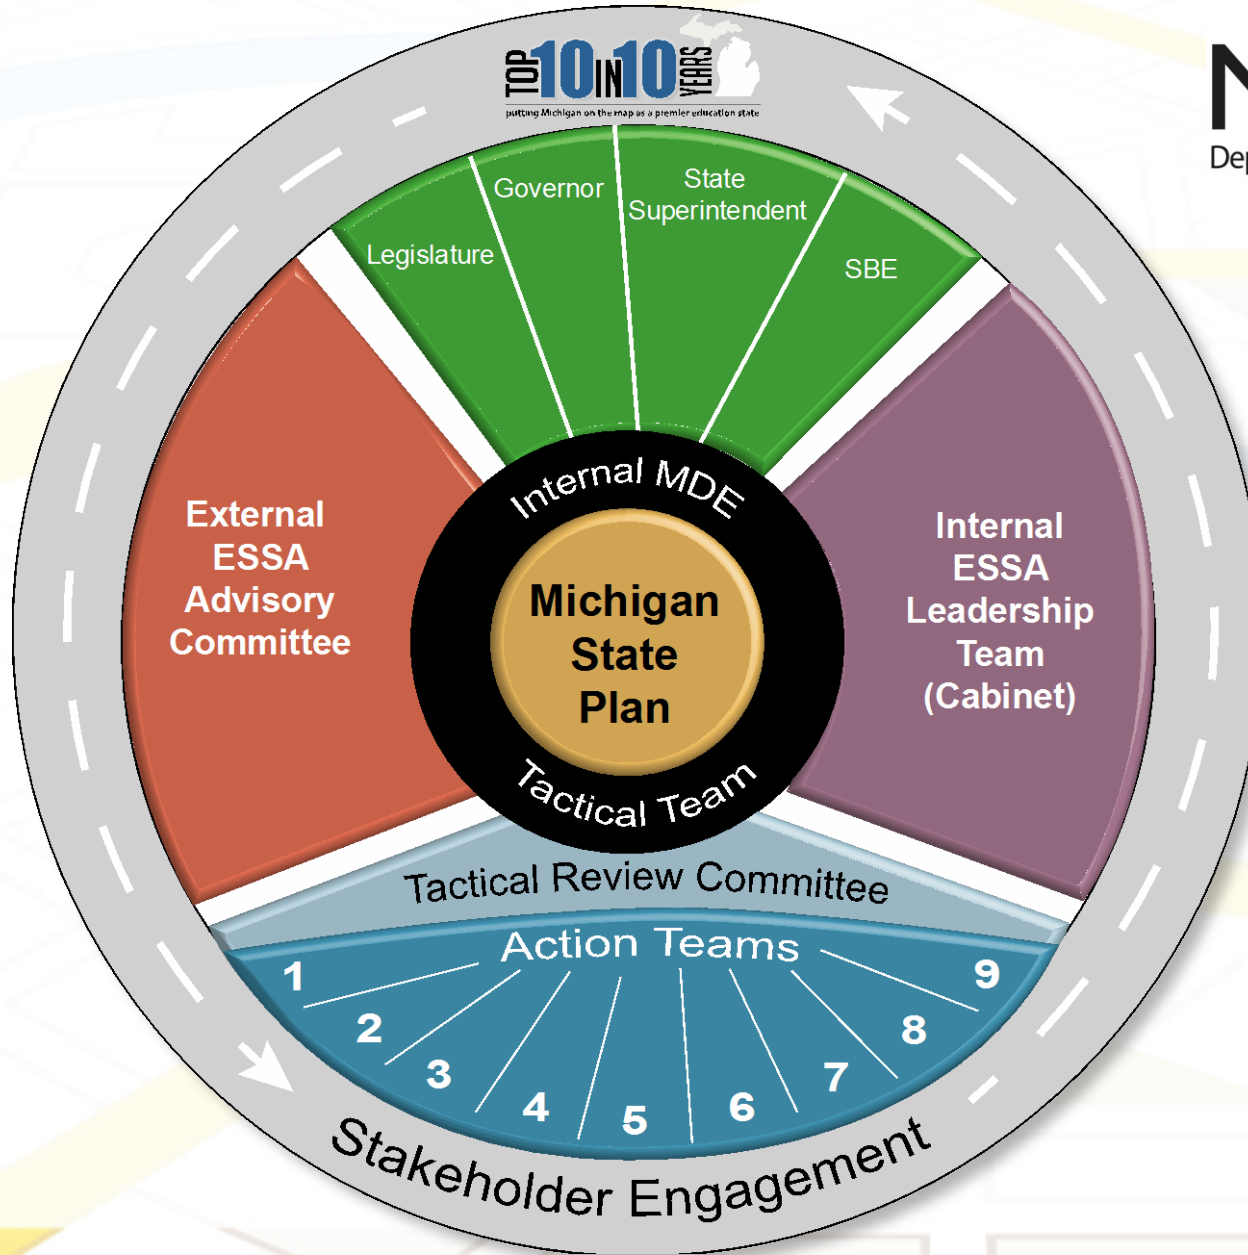 TOP 10 IN 10 YEARS
putting Michigan on the map as a premier education state
Legislature
Governor
State
Superintendent
SBE
External
ESSA
Advisory
Committee
Internal MDE
Michigan
State
Plan
Tactical Team
Internal
ESSA
Leadership
Team
(Cabinet)
Tactical Review Committee
Action Teams
1
2
3
4
5
6
7
8
9
Stakeholder Engagement